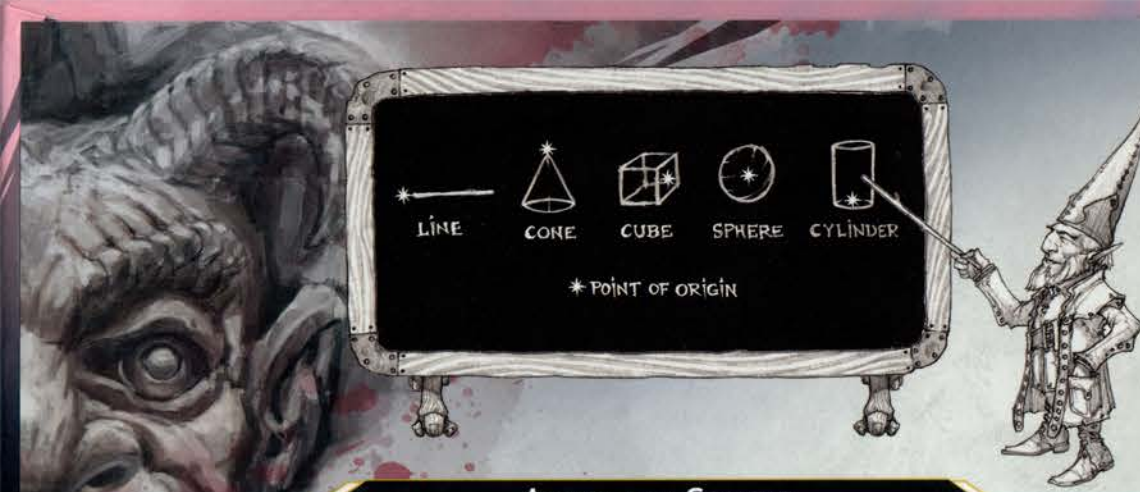 LINE
CONE
CUBE
SPHERE
CYLINDER
POINT OF ORIGIN